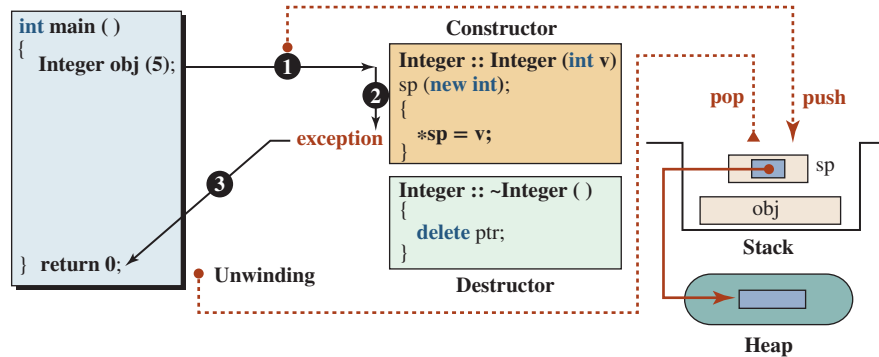 int main ( )
{
Integer obj (5);
} return 0;
1
2
exception
3
Unwinding
Constructor
Integer :: Integer (int v)
sp (new int);
{
*sp = v;
}
Integer :: ~Integer ( )
{
delete ptr;
}
Destructor
pop
push
sp
obj
Stack
Heap